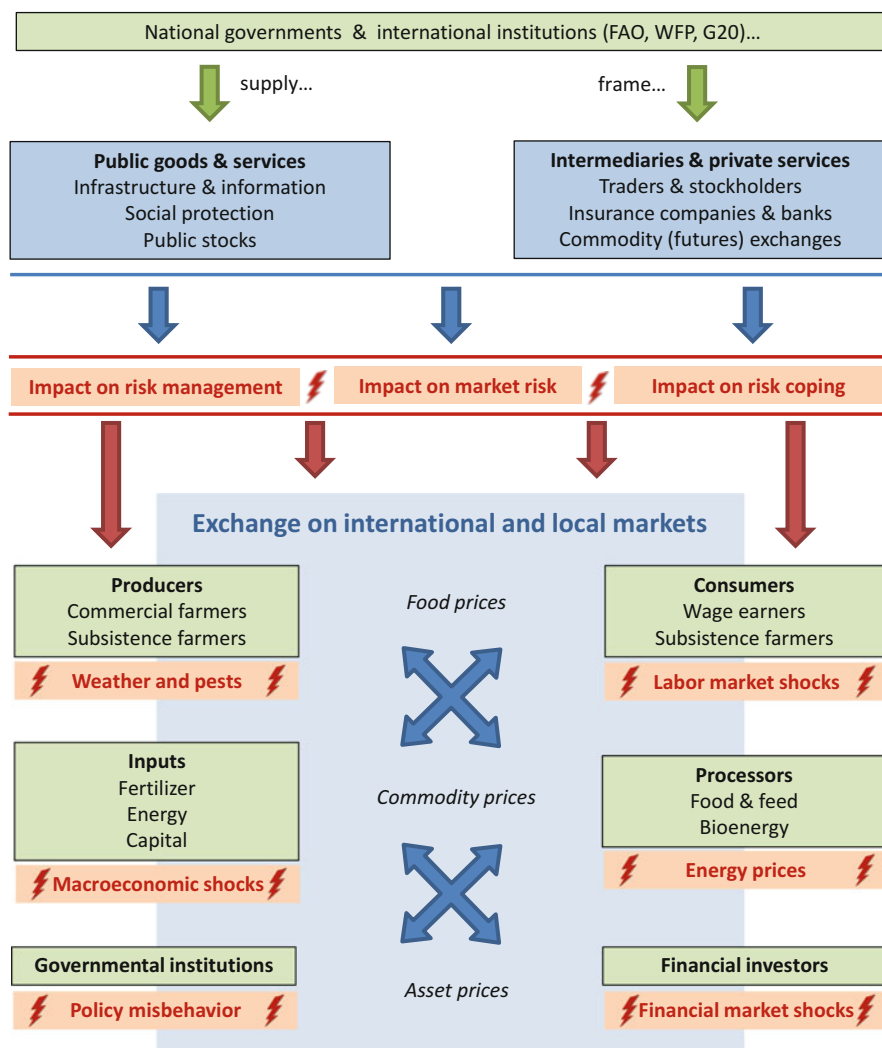 National governments & international institutions (FAO, WFP, G20)...
supply...
frame...
Public goods & services
Infrastructure & information
Social protection
Public stocks
Intermediaries & private services
Traders & stockholders
Insurance companies & banks
Commodity (futures) exchanges
Impact on risk management
Impact on market risk
Impact on risk coping
Exchange on international and local markets
Producers
Commercial farmers
Subsistence farmers
Weather and pests
Food prices
Consumers
Wage earners
Subsistence farmers
Labor market shocks
Inputs
Fertilizer
Energy
Capital
Macroeconomic shocks
Commodity prices
Processors
Food & feed
Bioenergy
Energy prices
Governmental institutions
Policy misbehavior
Asset prices
Financial investors
Financial market shocks